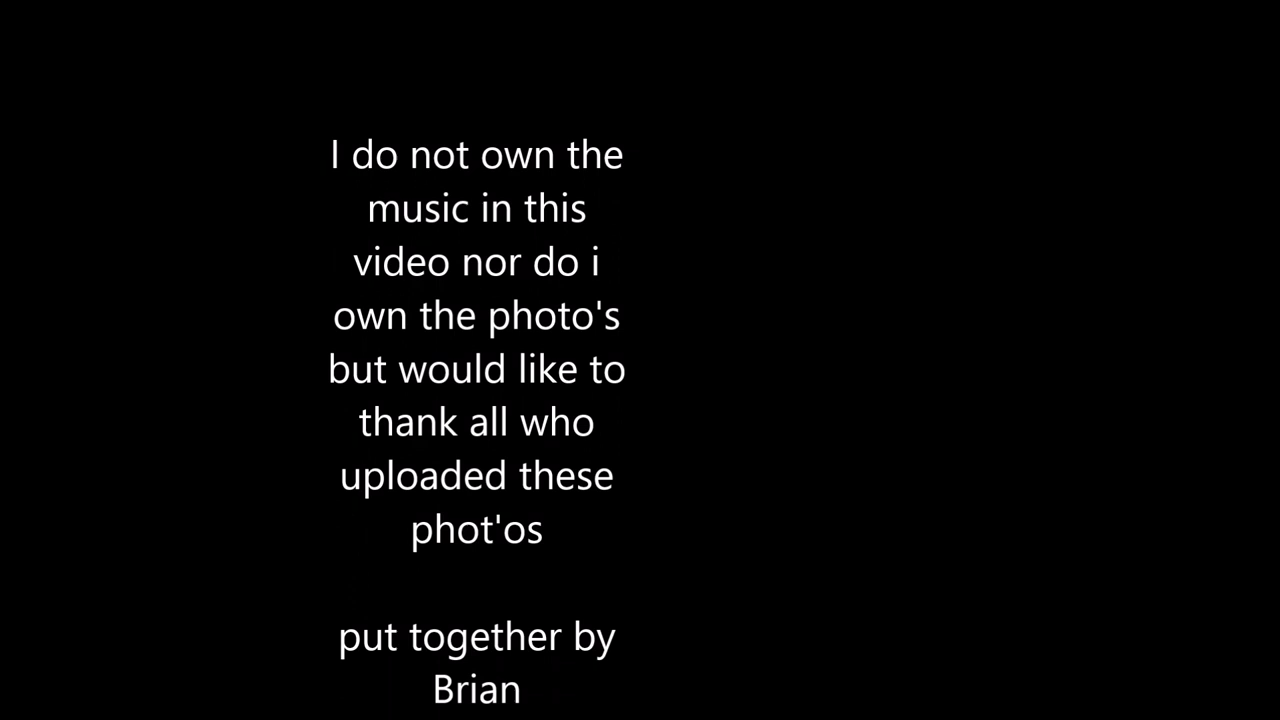 I do not own the
music in this
video nor do i
own the photo's
but would like to
thank all who
uploaded these
phot'os
put together by
Brian